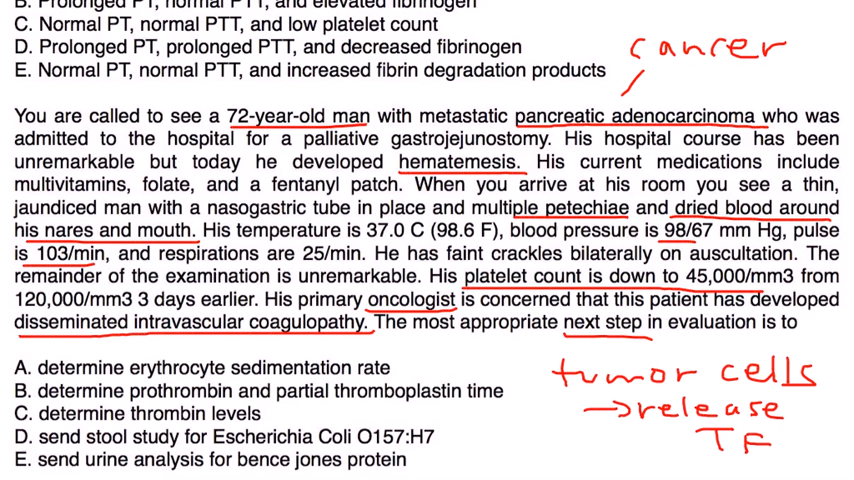 B. Prolonged PT, normal PTT, and elevated fibrinogen
C. Normal PT, normal PTT, and low platelet count
D. Prolonged PT, prolonged PTT, and decreased fibrinogen
E. Normal PT, normal PTT, and increased fibrin degradation products
cancer
You are called to see a 72-year-old man with metastatic pancreatic adenocarcinoma who was
admitted to the hospital for a palliative gastrojejunostomy. His hospital course has been
unremarkable but today he developed hematemesis. His current medications include
multivitamins, folate, and a fentanyl patch. When you arrive at his room you see a thin,
jaundiced man with a nasogastric tube in place and multiple petechiae and dried blood around
his nares and mouth. His temperature is 37.0 C (98.6 F), blood pressure is 98/67 mm Hg, pulse
is 103/min, and respirations are 25/min. He has faint crackles bilaterally on auscultation. The
remainder of the examination is unremarkable. His platelet count is down to 45,000/mm3 from
120,000/mm3 3 days earlier. His primary oncologist is concerned that this patient has developed
disseminated intravascular coagulopathy. The most appropriate next step in evaluation is to
A. determine erythrocyte sedimentation rate
B. determine prothrombin and partial thromboplastin time
C. determine thrombin levels
D. send stool study for Escherichia Coli O157:H7
E. send urine analysis for bence jones protein
tumor cells
→release
TF